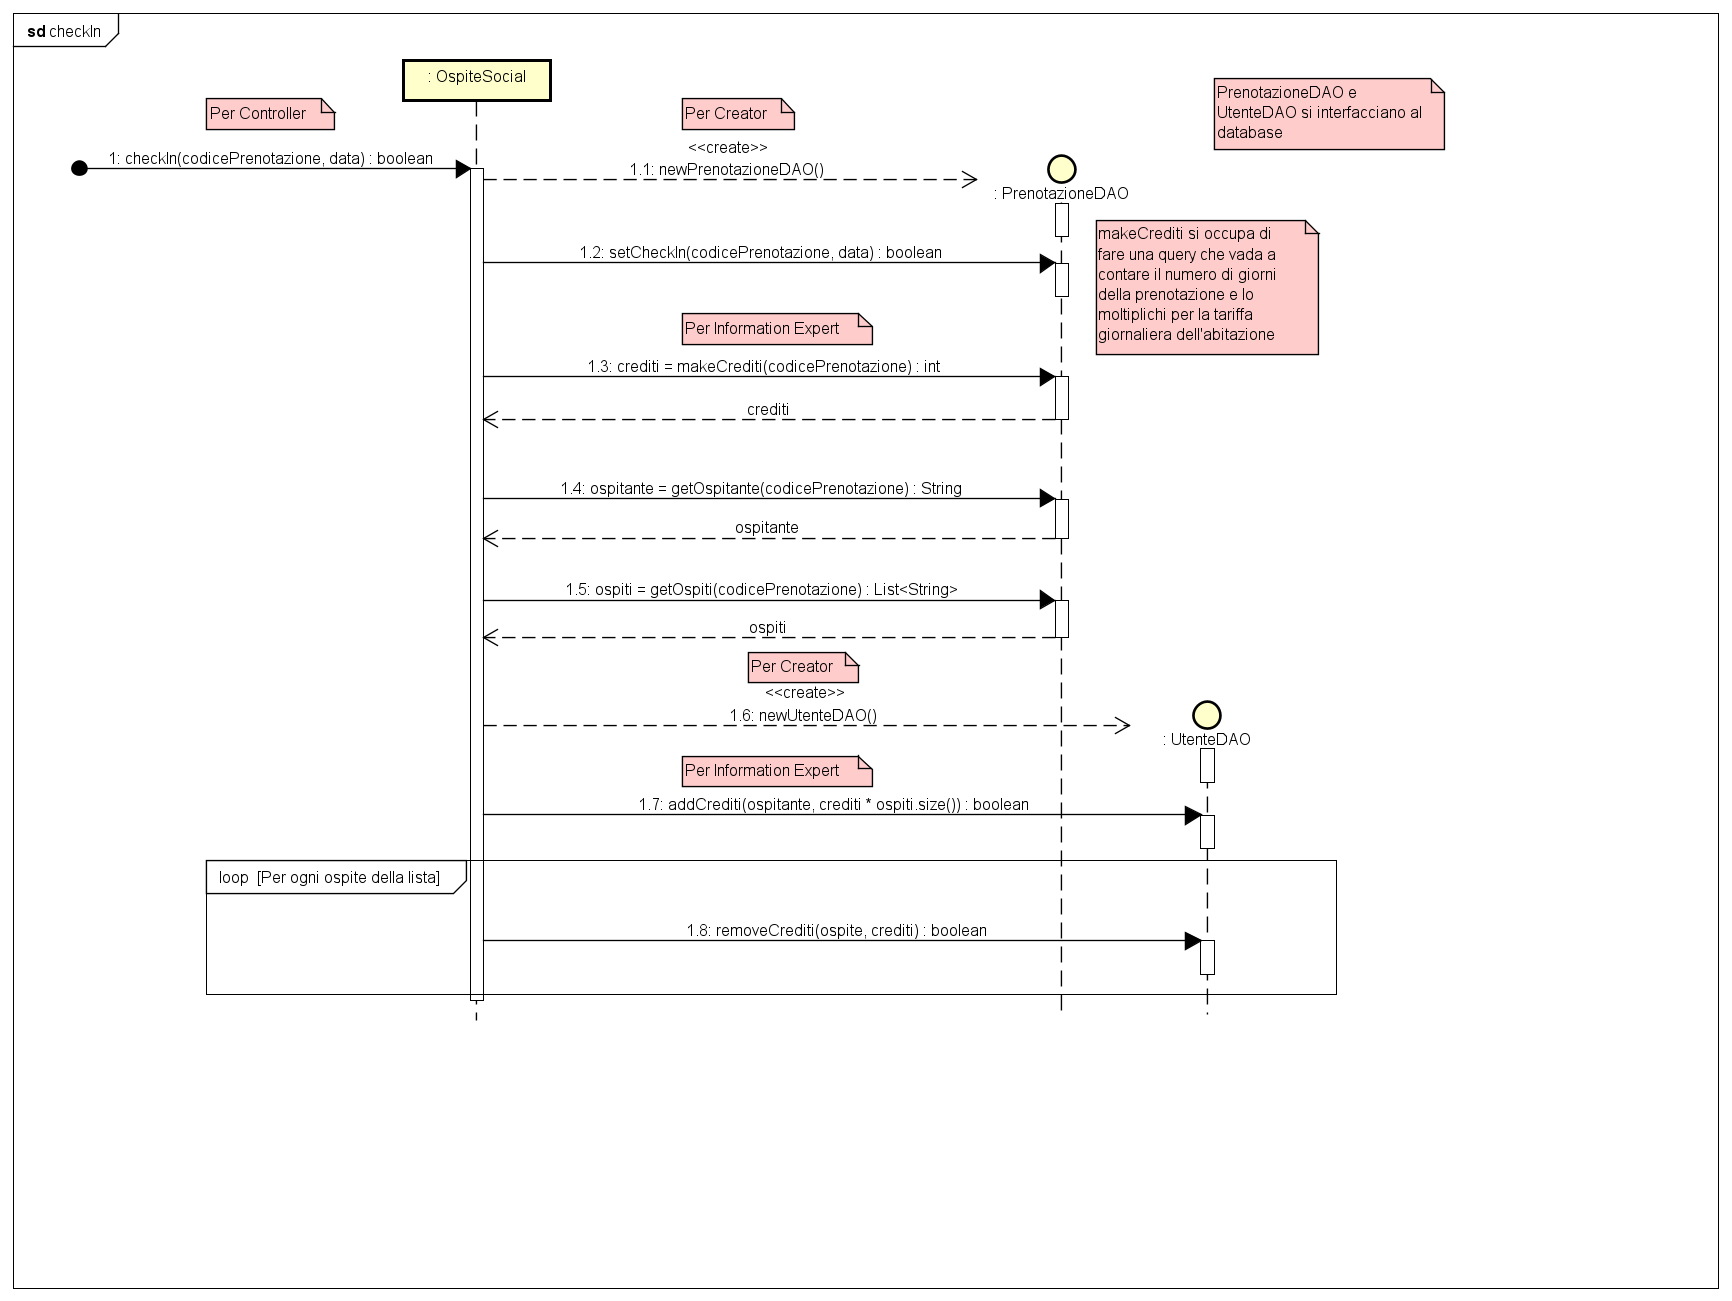 sd checkIn
: OspiteSocial
Per Controller
Per Creator
PrenotazioneDAO e
UtenteDAO si interfacciano al
database
<<create>>
1: checkIn(codicePrenotazione, data) : boolean
1.1: newPrenotazioneDAO()
: PrenotazioneDAO
makeCrediti si occupa di
fare una query che vada a
contare il numero di giorni
della prenotazione e lo
moltiplichi per la tariffa
giornaliera dell'abitazione
1.2: setCheckIn(codicePrenotazione, data) : boolean
Per Information Expert
1.3: crediti = makeCrediti(codicePrenotazione) : int
crediti
1.4: ospitante = getOspitante(codicePrenotazione) : String
ospitante
1.5: ospiti = getOspiti(codicePrenotazione) : List<String>
ospiti
Per Creator
<<create>>
1.6: newUtenteDAO()
: UtenteDAO
Per Information Expert
1.7: addCrediti(ospitante, crediti * ospiti.size()) : boolean
loop [Per ogni ospite della lista]
1.8: removeCrediti(ospite, crediti) : boolean